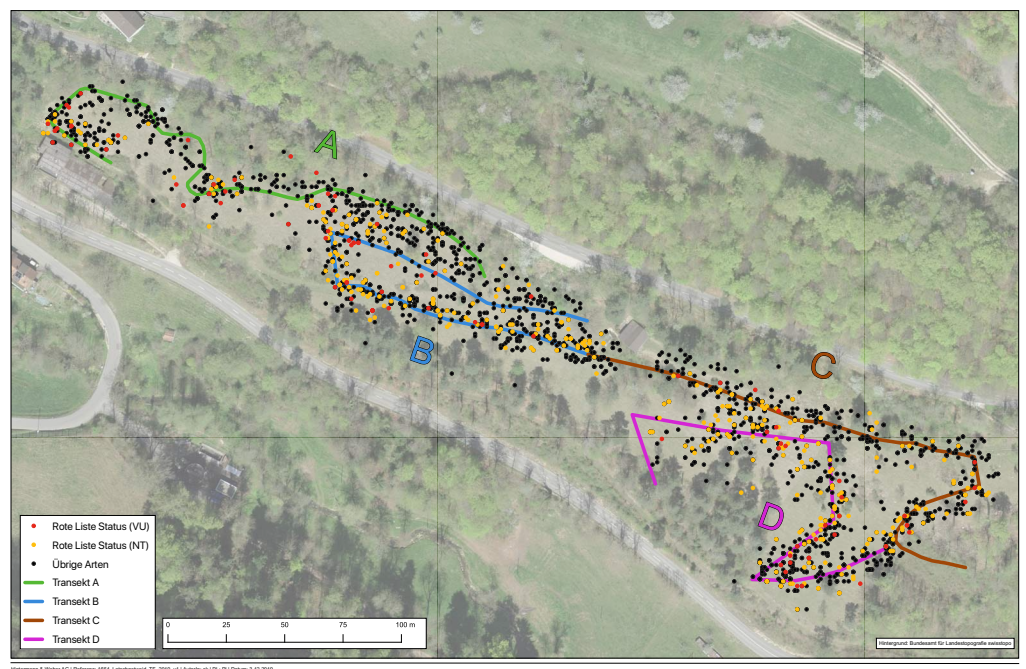 A
B
C
D
Rote Liste Status (VU)
Rote Liste Status (NT)
Übrige Arten
Transekt A
Transekt B
Transekt C
Transekt D
0 25 50 75 100 m
Hintergrund: Bundesamt für Landestopografie swisstopo